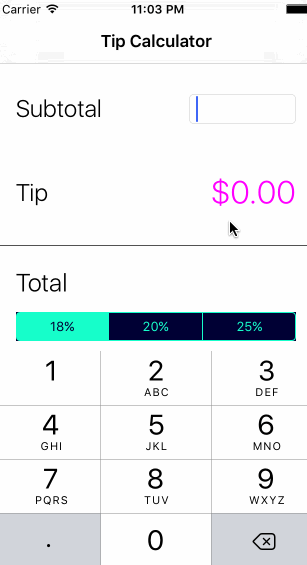 Carrier 11:03 PM
Tip Calculator
Subtotal
Tip $0.00
Total
18% 20% 25%
1 2 3
ABC DEF
4 5 6
GHI JKL MNO
7 8 9
PQRS TUV WXYZ
. 0